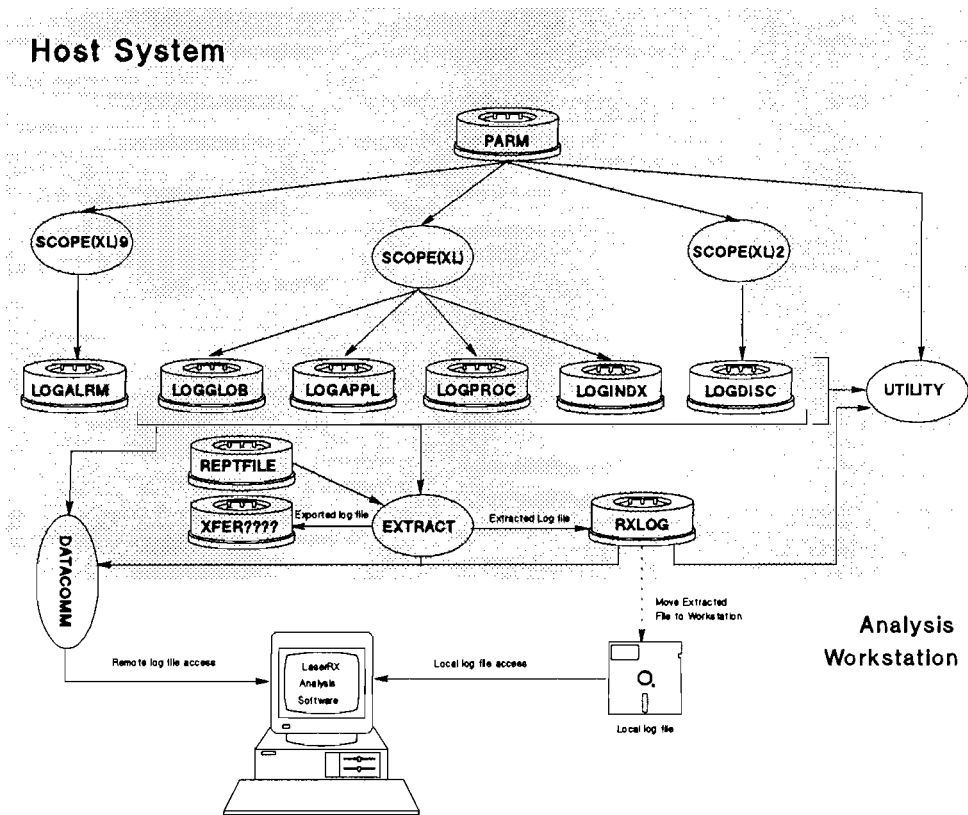 Host System
PARM
SCOPE(XL)9
SCOPE(XL)
SCOPE(XL)2
LOGALRM
LOGGLOB
LOGAPPL
LOGPROC
LOGINDX
LOGDISC
UTILITY
REPTFILE
XFER????
Exported log file
EXTRACT
Extracted Log file
RXLOG
DATACOMM
Move Extracted
File to Workstation
Analysis
Workstation
Remote log file access
LaserRX
Analysis
Software
Local log file access
Local log file